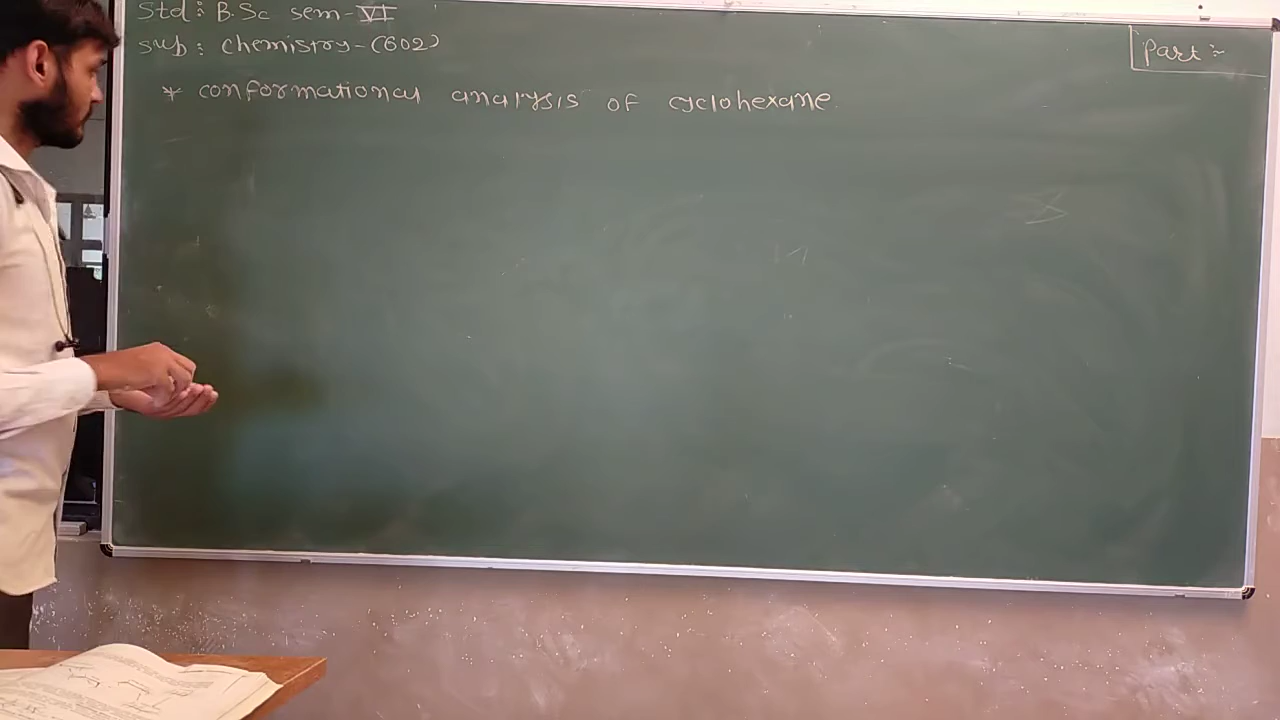 Std : B.Sc sem-VI
sub : chemistry-(602)
Part :-
* conformational analysis of cyclohexane